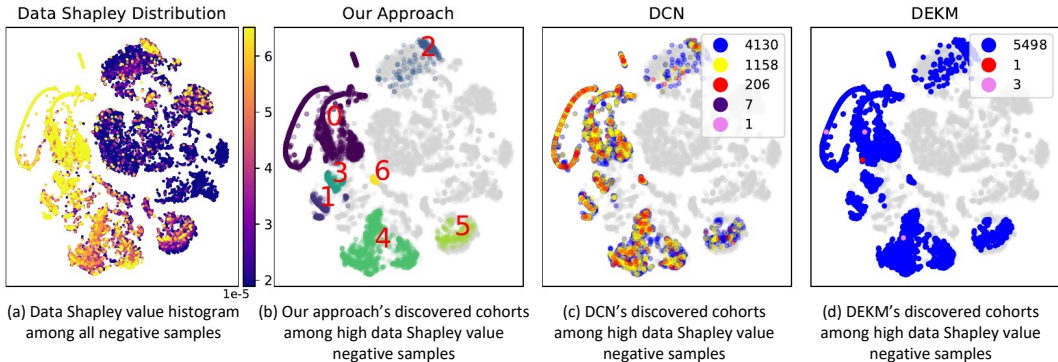 Data Shapley Distribution
6
5
4
3
2
1e-5
(a) Data Shapley value histogram
among all negative samples
Our Approach
2
0
3
6
1
4
5
(b) Our approach's discovered cohorts
among high data Shapley value
negative samples
DCN
4130
1158
206
7
1
(c) DCN's discovered cohorts
among high data Shapley value
negative samples
DEKM
5498
1
3
(d) DEKM's discovered cohorts
among high data Shapley value
negative samples